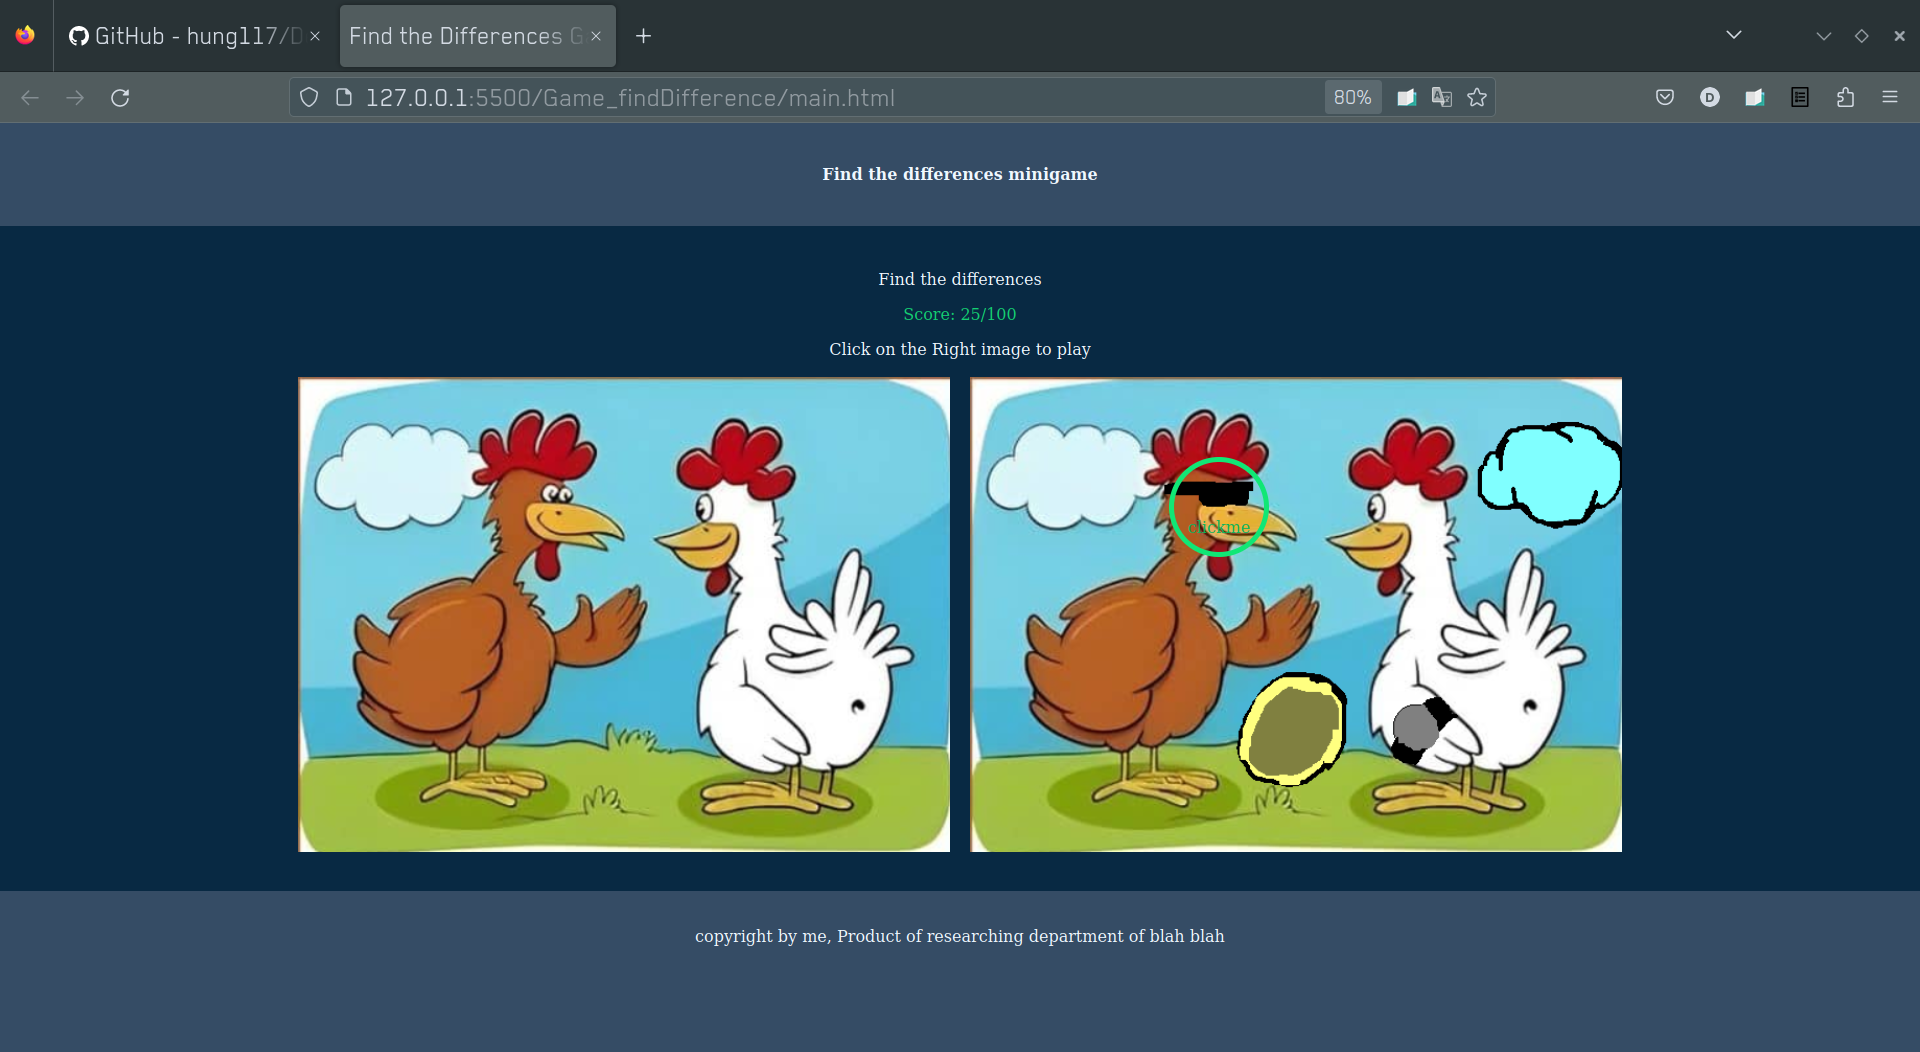 GitHub - hung117/D
Find the Differences G
127.0.0.1:5500/Game_findDifference/main.html
80%
D
Find the differences minigame
Find the differences
Score: 25/100
Click on the Right image to play
clickme
copyright by me, Product of researching department of blah blah